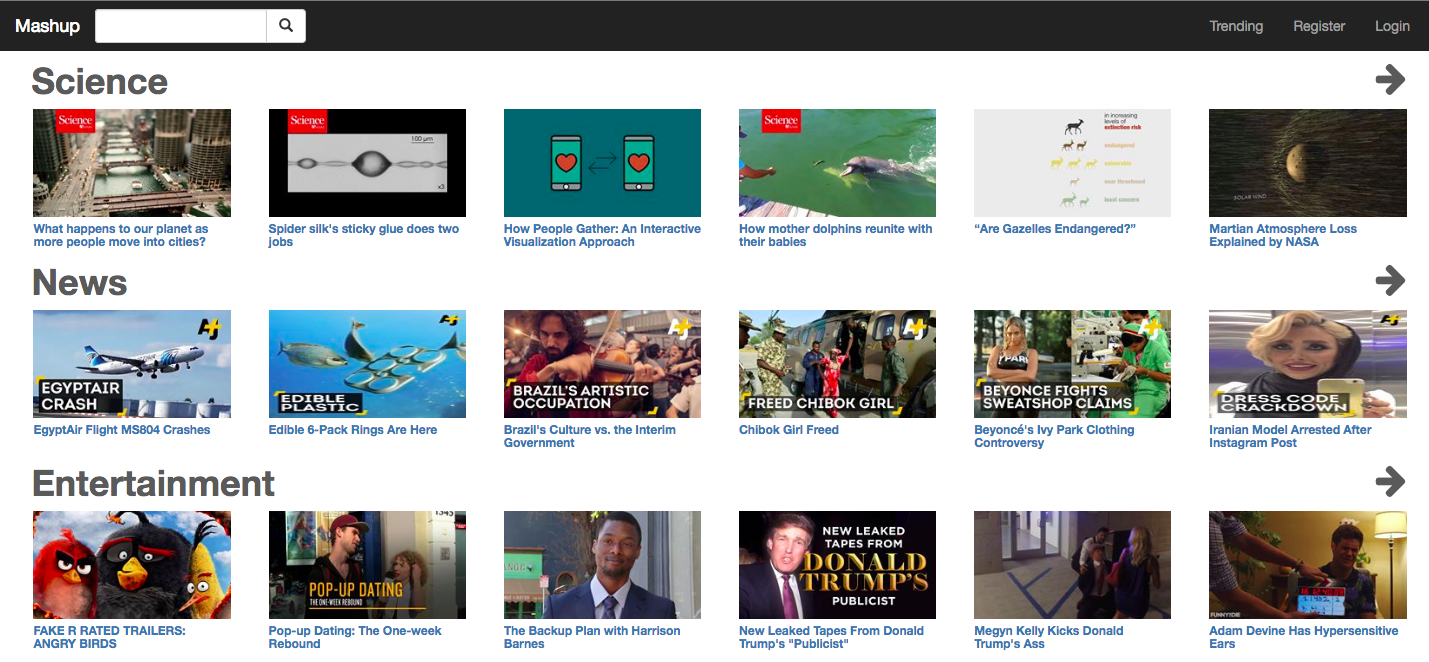 Mashup
Trending
Register
Login
Science
Science
Science
100 μm
x3
Science
in increasing
levels of
extinction risk
endangered
vulnerable
near threatened
least concern
SOLAR WIND
What happens to our planet as
more people move into cities?
Spider silk's sticky glue does two
jobs
How People Gather: An Interactive
Visualization Approach
How mother dolphins reunite with
their babies
“Are Gazelles Endangered?”
Martian Atmosphere Loss
Explained by NASA
News
EGYPTAIR
CRASH
EDIBLE
PLASTIC
BRAZIL'S ARTISTIC
OCCUPATION
FREED CHIBOK GIRL
BEYONCE FIGHTS
SWEATSHOP CLAIMS
DRESS CODE
CRACKDOWN
EgyptAir Flight MS804 Crashes
Edible 6-Pack Rings Are Here
Brazil's Culture vs. the Interim
Government
Chibok Girl Freed
Beyoncé's Ivy Park Clothing
Controversy
Iranian Model Arrested After
Instagram Post
Entertainment
POP-UP DATING
THE ONE-WEEK REBOUND
NEW LEAKED
TAPES FROM
DONALD
TRUMP'S
PUBLICIST
FUNNYORDIE
FAKE R RATED TRAILERS:
ANGRY BIRDS
Pop-up Dating: The One-week
Rebound
The Backup Plan with Harrison
Barnes
New Leaked Tapes From Donald
Trump's "Publicist"
Megyn Kelly Kicks Donald
Trump's Ass
Adam Devine Has Hypersensitive
Ears